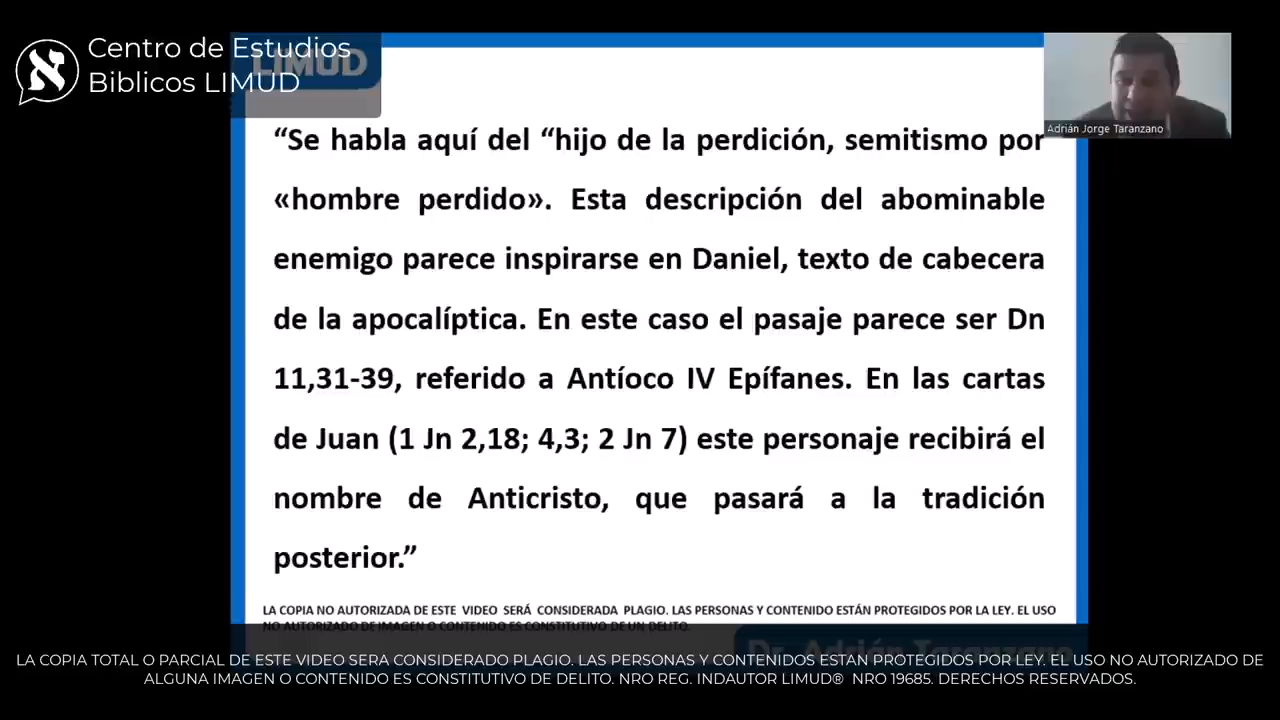 Centro de Estudios
Biblicos LIMUD
LIMUD
Adrián Jorge Taranzano
“Se habla aquí del “hijo de la perdición, semitismo por
«hombre perdido». Esta descripción del abominable
enemigo parece inspirarse en Daniel, texto de cabecera
de la apocalíptica. En este caso el pasaje parece ser Dn
11,31-39, referido a Antíoco IV Epífanes. En las cartas
de Juan (1 Jn 2,18; 4,3; 2 Jn 7) este personaje recibirá el
nombre de Anticristo, que pasará a la tradición
posterior.”
LA COPIA NO AUTORIZADA DE ESTE VIDEO SERÁ CONSIDERADA PLAGIO. LAS PERSONAS Y CONTENIDO ESTÁN PROTEGIDOS POR LA LEY. EL USO
NO AUTORIZADO DE IMAGEN O CONTENIDO ES CONSTITUTIVO DE UN DELITO.
Dr. Adrián Taranzano
LA COPIA TOTAL O PARCIAL DE ESTE VIDEO SERA CONSIDERADO PLAGIO. LAS PERSONAS Y CONTENIDOS ESTAN PROTEGIDOS POR LEY. EL USO NO AUTORIZADO DE
ALGUNA IMAGEN O CONTENIDO ES CONSTITUTIVO DE DELITO. NRO REG. INDAUTOR LIMUD® NRO 19685. DERECHOS RESERVADOS.